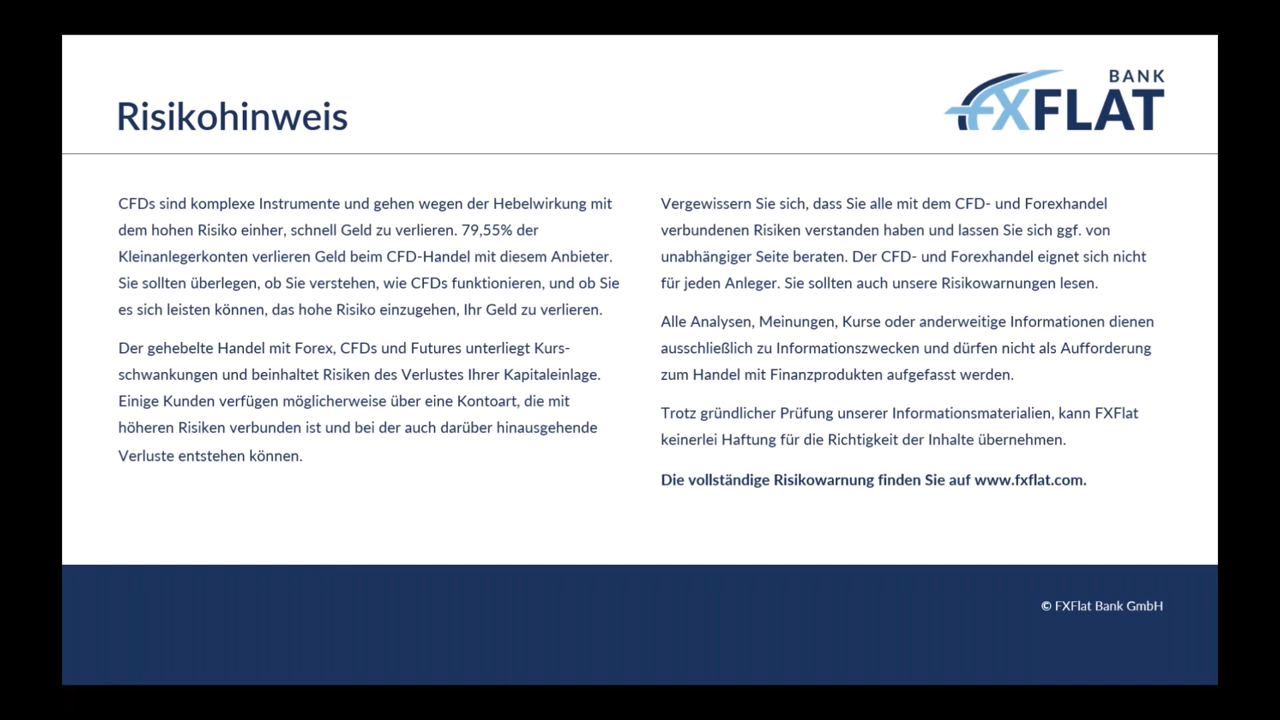 Risikohinweis
BANK
FXFLAT
CFDs sind komplexe Instrumente und gehen wegen der Hebelwirkung mit
dem hohen Risiko einher, schnell Geld zu verlieren. 79,55% der
Kleinanlegerkonten verlieren Geld beim CFD-Handel mit diesem Anbieter.
Sie sollten überlegen, ob Sie verstehen, wie CFDs funktionieren, und ob Sie
es sich leisten können, das hohe Risiko einzugehen, Ihr Geld zu verlieren.
Der gehebelte Handel mit Forex, CFDs und Futures unterliegt Kurs-
schwankungen und beinhaltet Risiken des Verlustes Ihrer Kapitaleinlage.
Einige Kunden verfügen möglicherweise über eine Kontoart, die mit
höheren Risiken verbunden ist und bei der auch darüber hinausgehende
Verluste entstehen können.
Vergewissern Sie sich, dass Sie alle mit dem CFD- und Forexhandel
verbundenen Risiken verstanden haben und lassen Sie sich ggf. von
unabhängiger Seite beraten. Der CFD- und Forexhandel eignet sich nicht
für jeden Anleger. Sie sollten auch unsere Risikowarnungen lesen.
Alle Analysen, Meinungen, Kurse oder anderweitige Informationen dienen
ausschließlich zu Informationszwecken und dürfen nicht als Aufforderung
zum Handel mit Finanzprodukten aufgefasst werden.
Trotz gründlicher Prüfung unserer Informationsmaterialien, kann FXFlat
keinerlei Haftung für die Richtigkeit der Inhalte übernehmen.
Die vollständige Risikowarnung finden Sie auf www.fxflat.com.
© FXFlat Bank GmbH